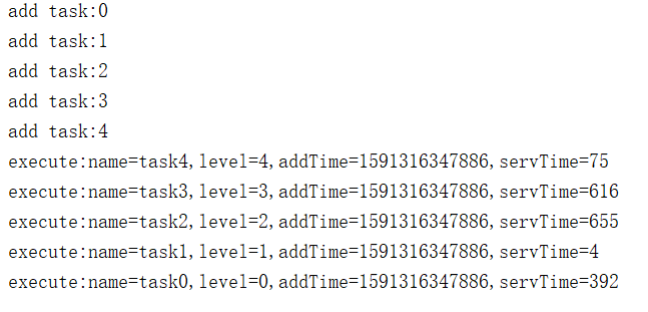 add task:0
add task:1
add task:2
add task:3
add task:4
execute:name=task4,level=4,addTime=1591316347886,servTime=75
execute:name=task3,level=3,addTime=1591316347886,servTime=616
execute:name=task2,level=2,addTime=1591316347886,servTime=655
execute:name=task1,level=1,addTime=1591316347886,servTime=4
execute:name=task0,level=0,addTime=1591316347886,servTime=392